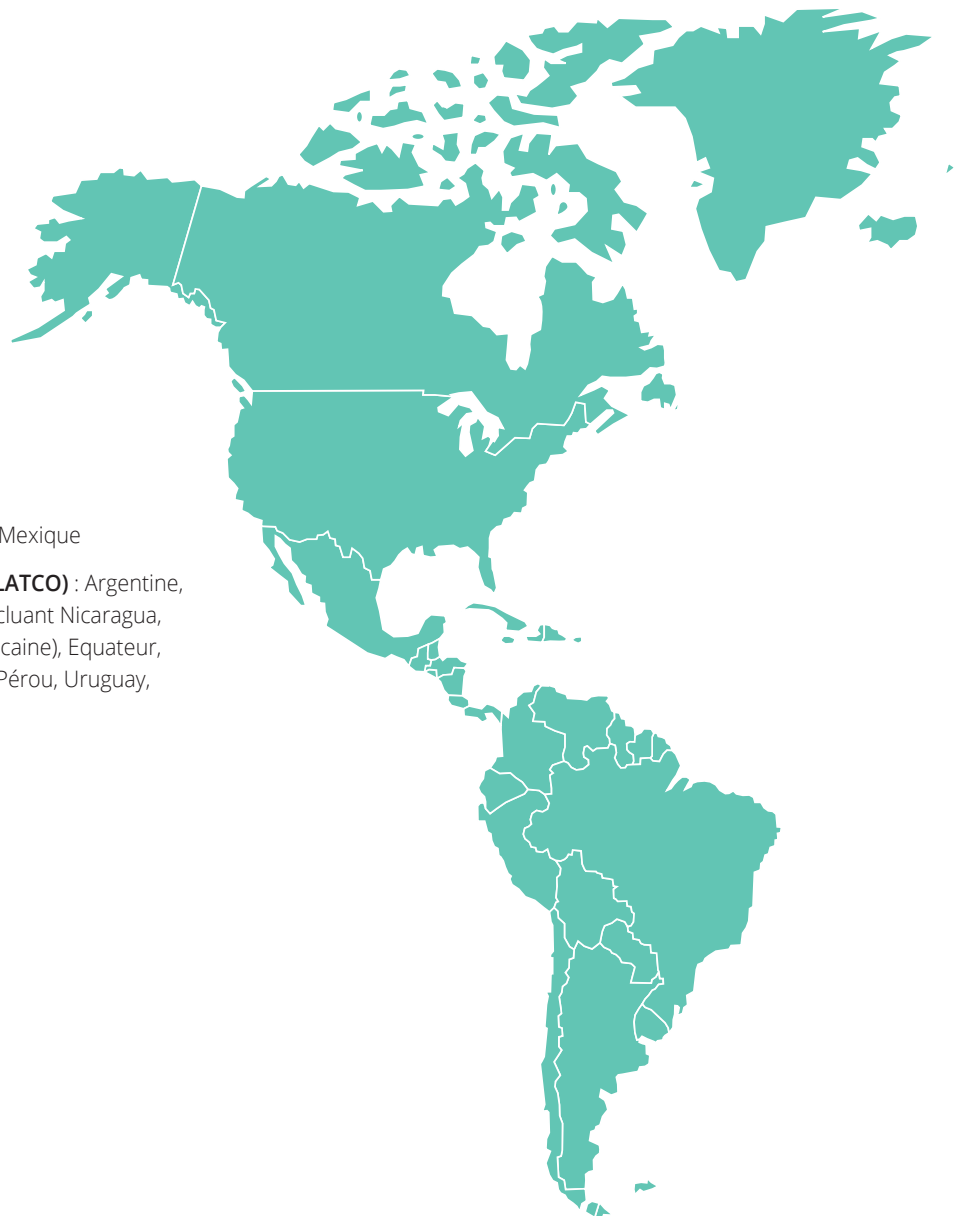 Mexique
LATCO) : Argentine,
cluant Nicaragua,
caine), Equateur,
Pérou, Uruguay,